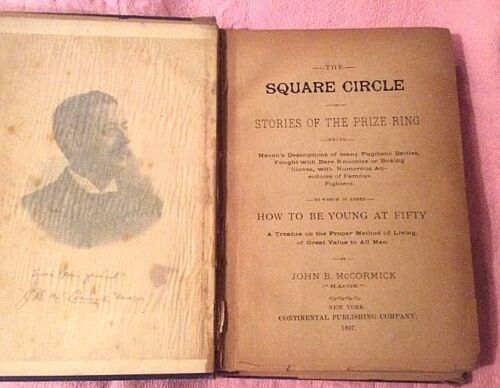 THE
SQUARE CIRCLE
OR
STORIES OF THE PRIZE RING
BEING
Macon's Descriptions of many Pugilistic Battles,
Fought with Bare Knuckles or Boxing
Gloves, with Numerous An-
ecdotes of Famous
Fighters.
TO WHICH IS ADDED
HOW TO BE YOUNG AT FIFTY
A Treatise on the Proper Method of Living,
of Great Value to All Men
BY
JOHN B. McCORMICK
("MACON")
NEW YORK
CONTINENTAL PUBLISHING COMPANY,
1897.